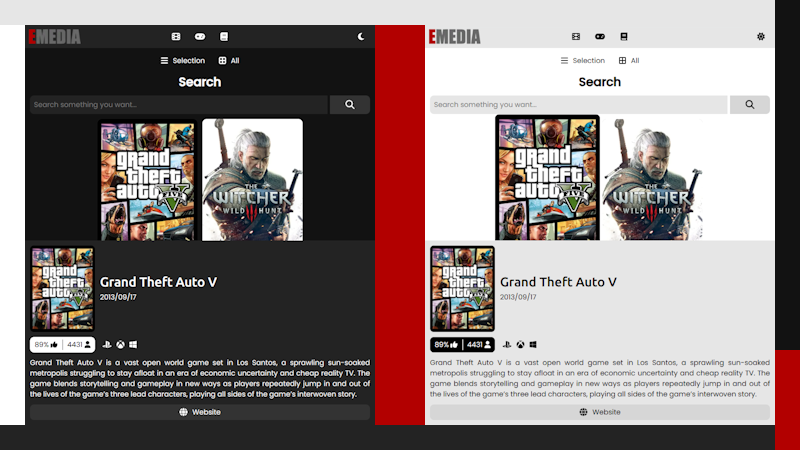 EMEDIA
Selection
All
Search
Search something you want...
grand
theft
auto
FIVE
THE
WITCHER
WILD HUNT
grand
theft
auto
Grand Theft Auto V
2013/09/17
89%
4431
Grand Theft Auto V is a vast open world game set in Los Santos, a sprawling sun-soaked
metropolis struggling to stay afloat in an era of economic uncertainty and cheap reality TV. The
game blends storytelling and gameplay in new ways as players repeatedly jump in and out of
the lives of the game's three lead characters, playing all sides of the game's interwoven story.
Website
EMEDIA
Selection
All
Search
Search something you want...
grand
theft
auto
FIVE
THE
WITCHER
WILD HUNT
grand
theft
auto
Grand Theft Auto V
2013/09/17
89%
4431
Grand Theft Auto V is a vast open world game set in Los Santos, a sprawling sun-soaked
metropolis struggling to stay afloat in an era of economic uncertainty and cheap reality TV. The
game blends storytelling and gameplay in new ways as players repeatedly jump in and out of
the lives of the game's three lead characters, playing all sides of the game's interwoven story.
Website